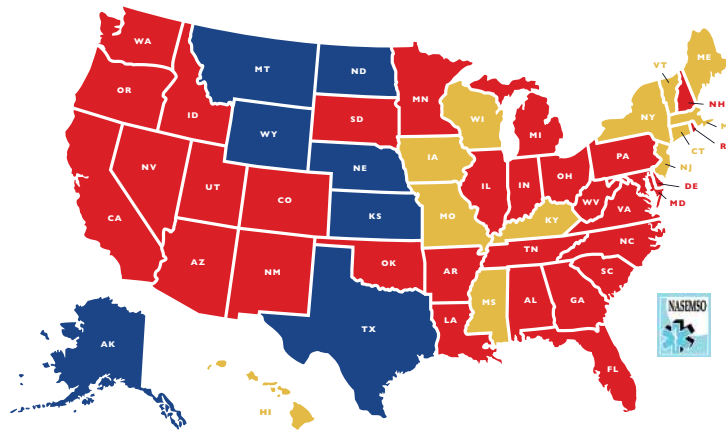 WA
MT
ND
MN
ME
VT
OR
ID
SD
WI
NY
NH
M
WY
MI
R
CT
IA
PA
NJ
NE
NV
UT
CO
IL
IN
OH
DE
MD
WV
VA
CA
KS
MO
KY
NC
TN
AZ
NM
OK
AR
SC
MS
AL
GA
NASEMSO
LA
TX
AK
FL
HI